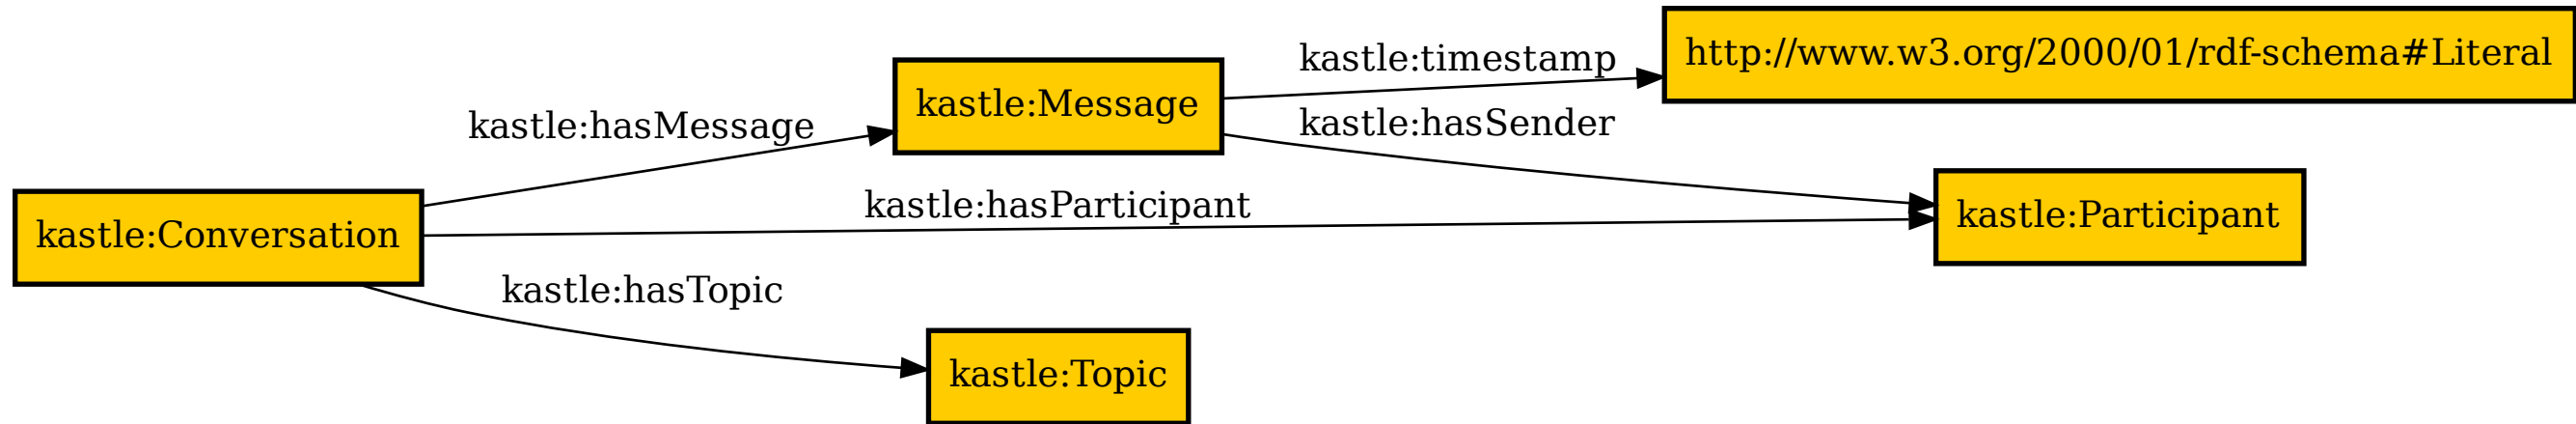 kastle:timestamp
http://www.w3.org/2000/01/rdf-schema#Literal
kastle:Message
kastle:hasMessage
kastle:hasSender
kastle:hasParticipant
kastle:Participant
kastle:Conversation
kastle:hasTopic
kastle:Topic